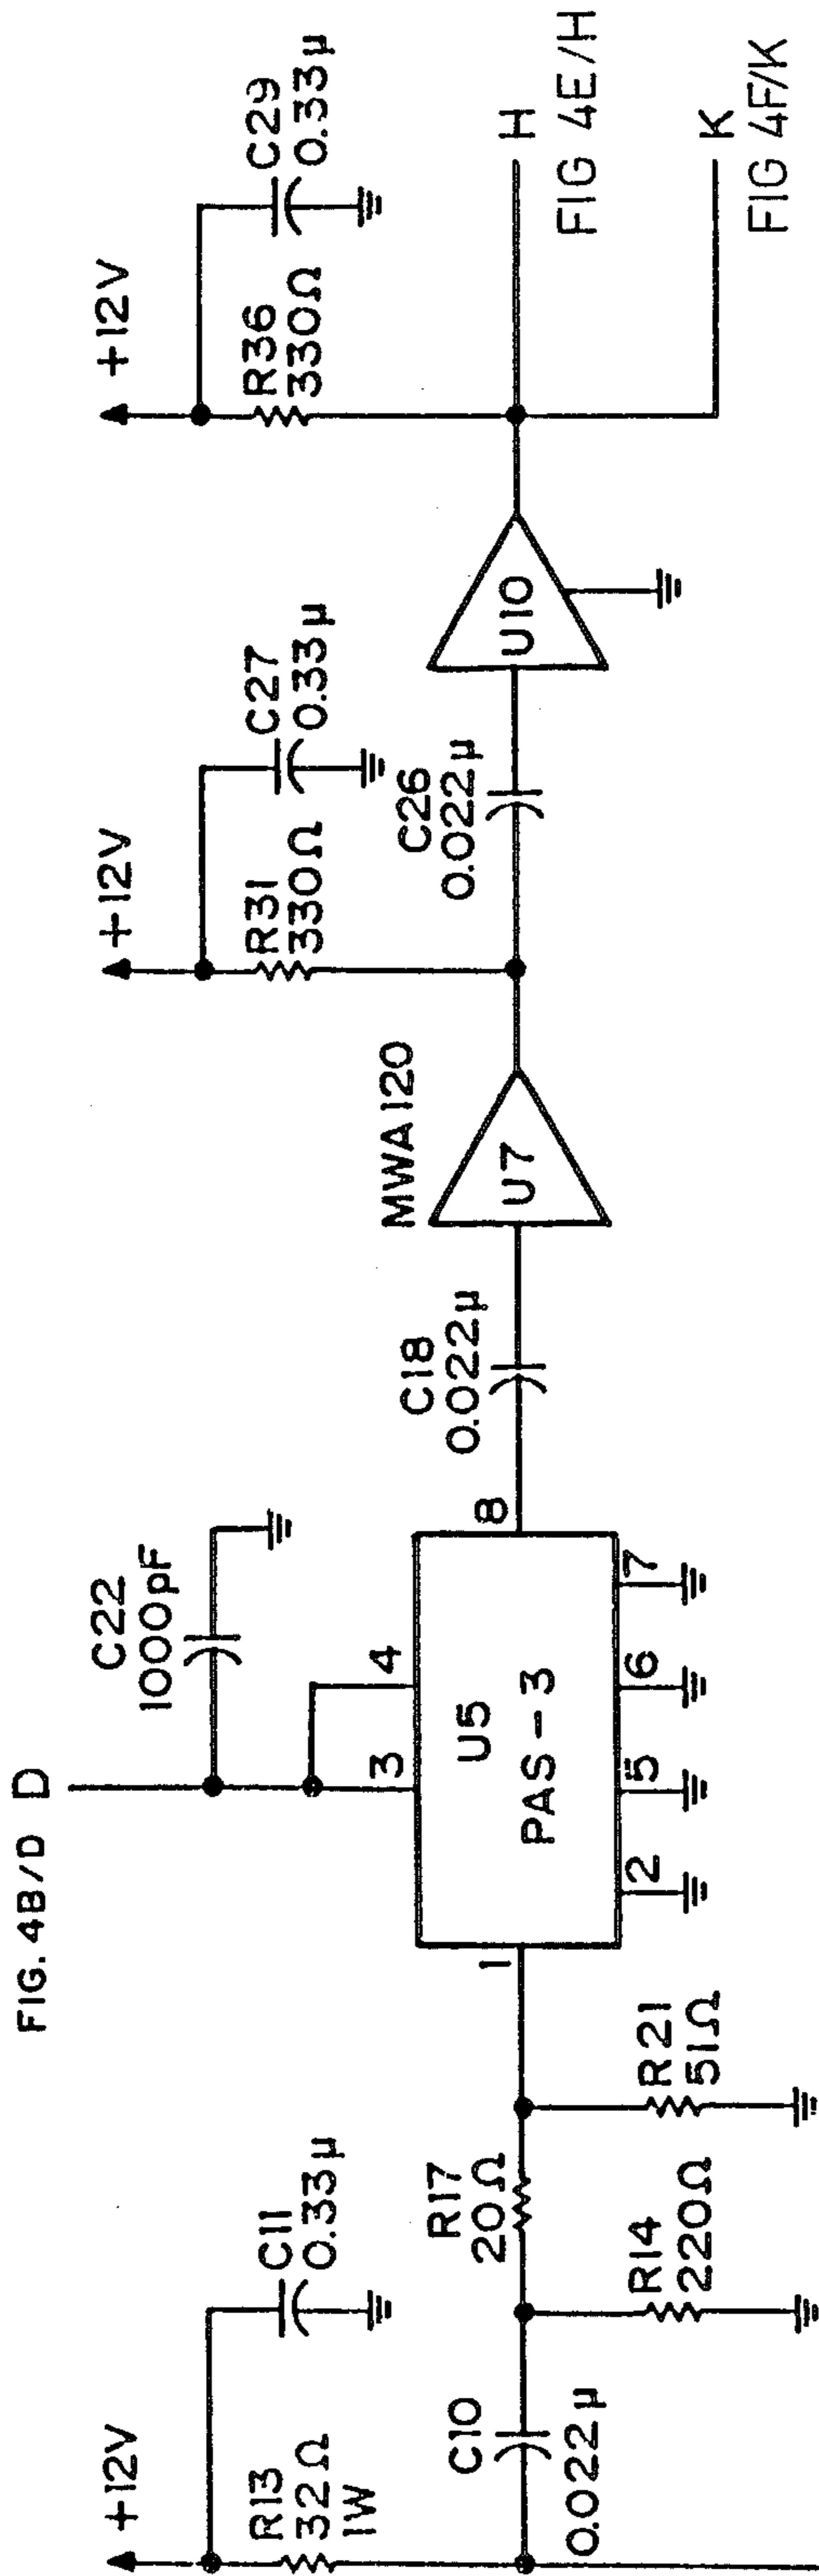 +12V
R13
32Ω
1W
C11
0.33μ
C10
0.022μ
R17
20Ω
R14
220Ω
R21
51Ω
FIG. 4B/D D
C22
1000pF
1
3
4
U5
PAS-3
8
2
5
6
7
C18
0.022μ
MWA120
U7
+12V
R31
330Ω
C27
0.33μ
C26
0.022μ
U10
+12V
R36
330Ω
C29
0.33μ
H
FIG 4E/H
K
FIG 4F/K